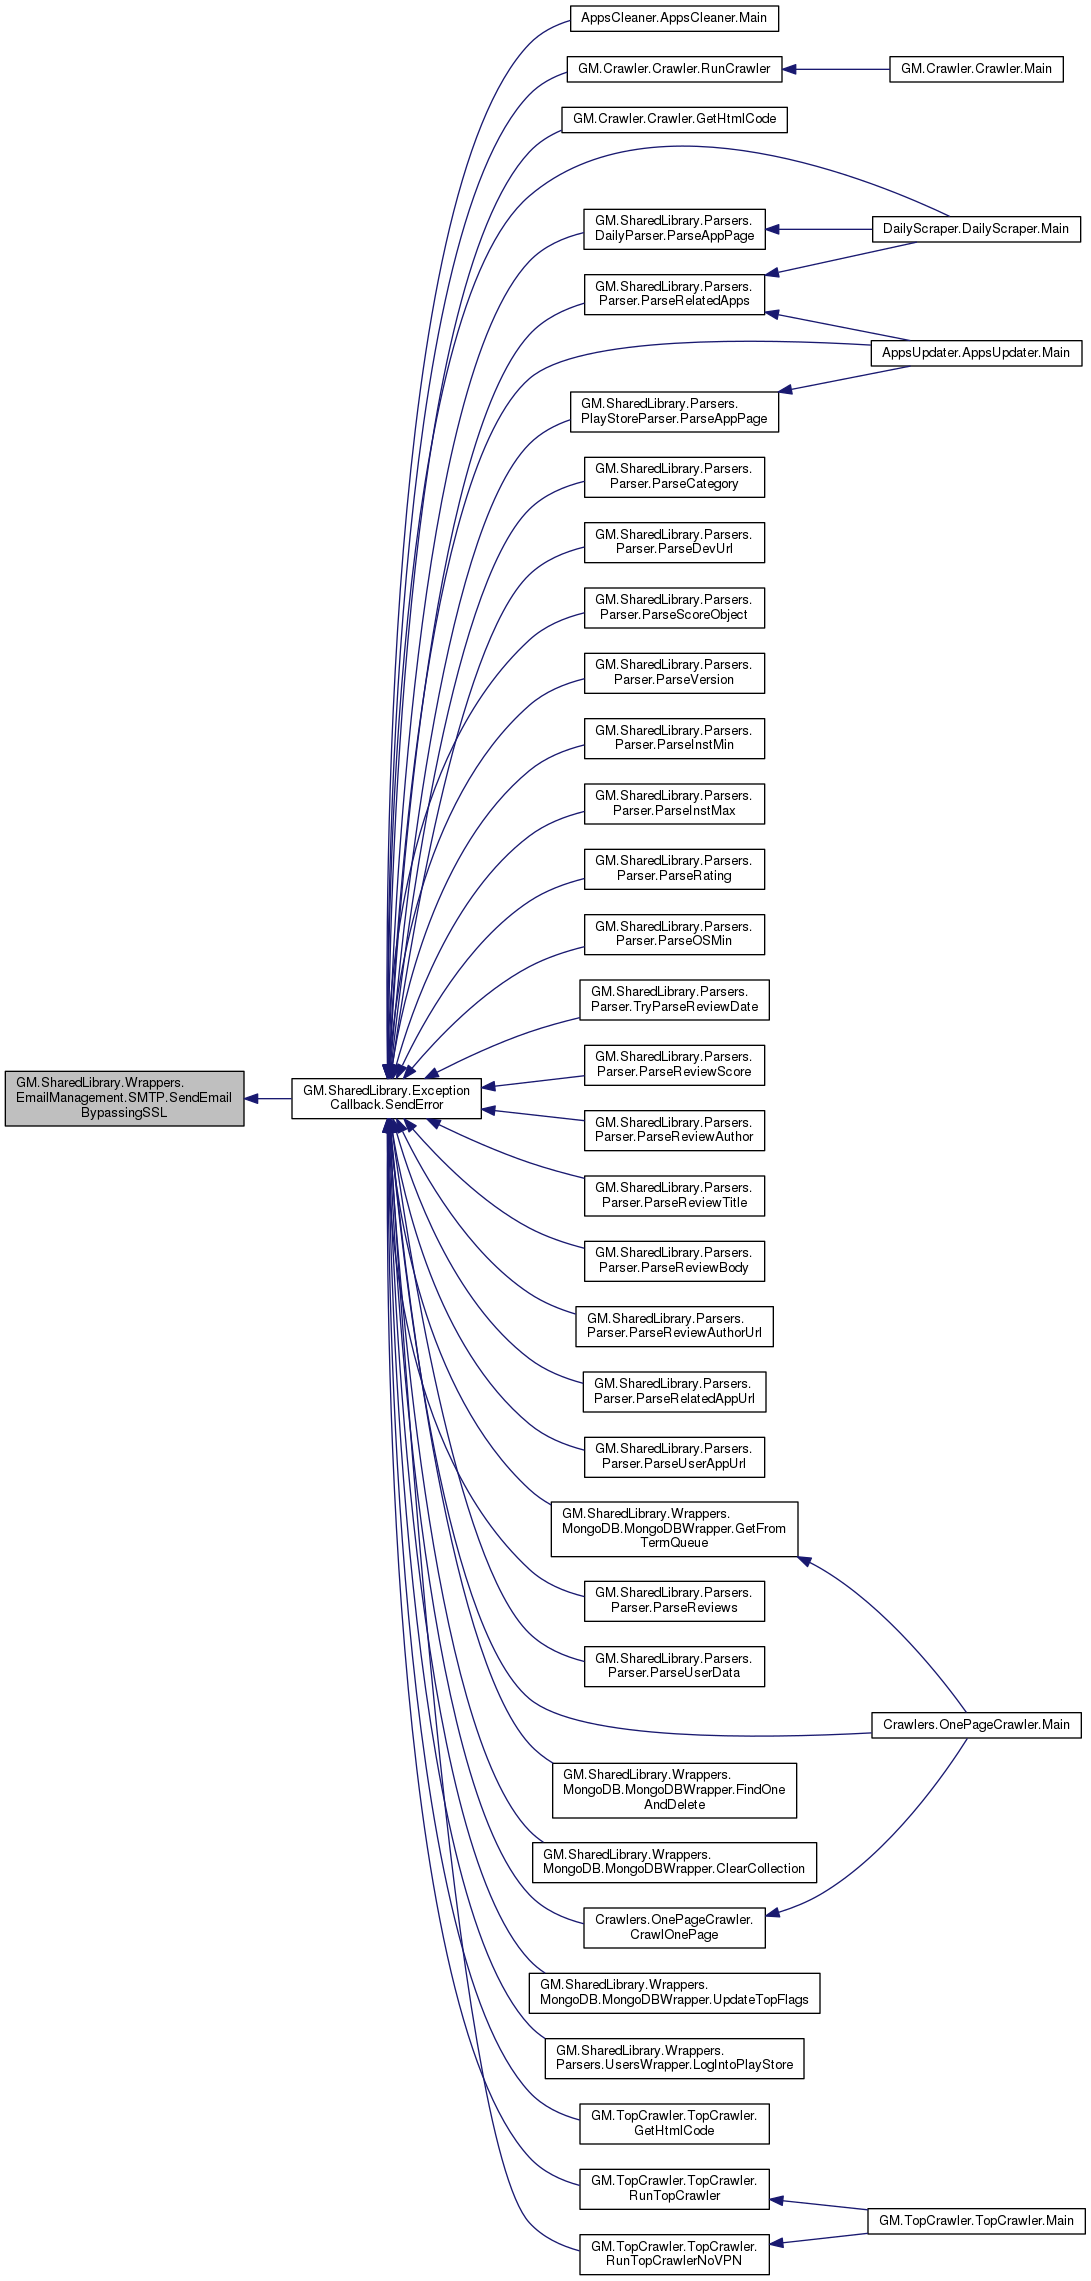 AppsCleaner.AppsCleaner.Main
GM.Crawler.Crawler.RunCrawler
GM.Crawler.Crawler.Main
GM.Crawler.Crawler.GetHtmlCode
GM.SharedLibrary.Parsers.
DailyParser.ParseAppPage
DailyScraper.DailyScraper.Main
GM.SharedLibrary.Parsers.
Parser.ParseRelatedApps
AppsUpdater.AppsUpdater.Main
GM.SharedLibrary.Parsers.
PlayStoreParser.ParseAppPage
GM.SharedLibrary.Parsers.
Parser.ParseCategory
GM.SharedLibrary.Parsers.
Parser.ParseDevUrl
GM.SharedLibrary.Parsers.
Parser.ParseScoreObject
GM.SharedLibrary.Parsers.
Parser.ParseVersion
GM.SharedLibrary.Parsers.
Parser.ParseInstMin
GM.SharedLibrary.Parsers.
Parser.ParseInstMax
GM.SharedLibrary.Parsers.
Parser.ParseRating
GM.SharedLibrary.Parsers.
Parser.ParseOSMin
GM.SharedLibrary.Parsers.
Parser.TryParseReviewDate
GM.SharedLibrary.Parsers.
Parser.ParseReviewScore
GM.SharedLibrary.Wrappers.
EmailManagement.SMTP.SendEmail
BypassingSSL
GM.SharedLibrary.Exception
Callback.SendError
GM.SharedLibrary.Parsers.
Parser.ParseReviewAuthor
GM.SharedLibrary.Parsers.
Parser.ParseReviewTitle
GM.SharedLibrary.Parsers.
Parser.ParseReviewBody
GM.SharedLibrary.Parsers.
Parser.ParseReviewAuthorUrl
GM.SharedLibrary.Parsers.
Parser.ParseRelatedAppUrl
GM.SharedLibrary.Parsers.
Parser.ParseUserAppUrl
GM.SharedLibrary.Wrappers.
MongoDB.MongoDBWrapper.GetFrom
TermQueue
GM.SharedLibrary.Parsers.
Parser.ParseReviews
GM.SharedLibrary.Parsers.
Parser.ParseUserData
Crawlers.OnePageCrawler.Main
GM.SharedLibrary.Wrappers.
MongoDB.MongoDBWrapper.FindOne
AndDelete
GM.SharedLibrary.Wrappers.
MongoDB.MongoDBWrapper.ClearCollection
Crawlers.OnePageCrawler.
CrawlOnePage
GM.SharedLibrary.Wrappers.
MongoDB.MongoDBWrapper.UpdateTopFlags
GM.SharedLibrary.Wrappers.
Parsers.UsersWrapper.LogIntoPlayStore
GM.TopCrawler.TopCrawler.
GetHtmlCode
GM.TopCrawler.TopCrawler.
RunTopCrawler
GM.TopCrawler.TopCrawler.Main
GM.TopCrawler.TopCrawler.
RunTopCrawlerNoVPN